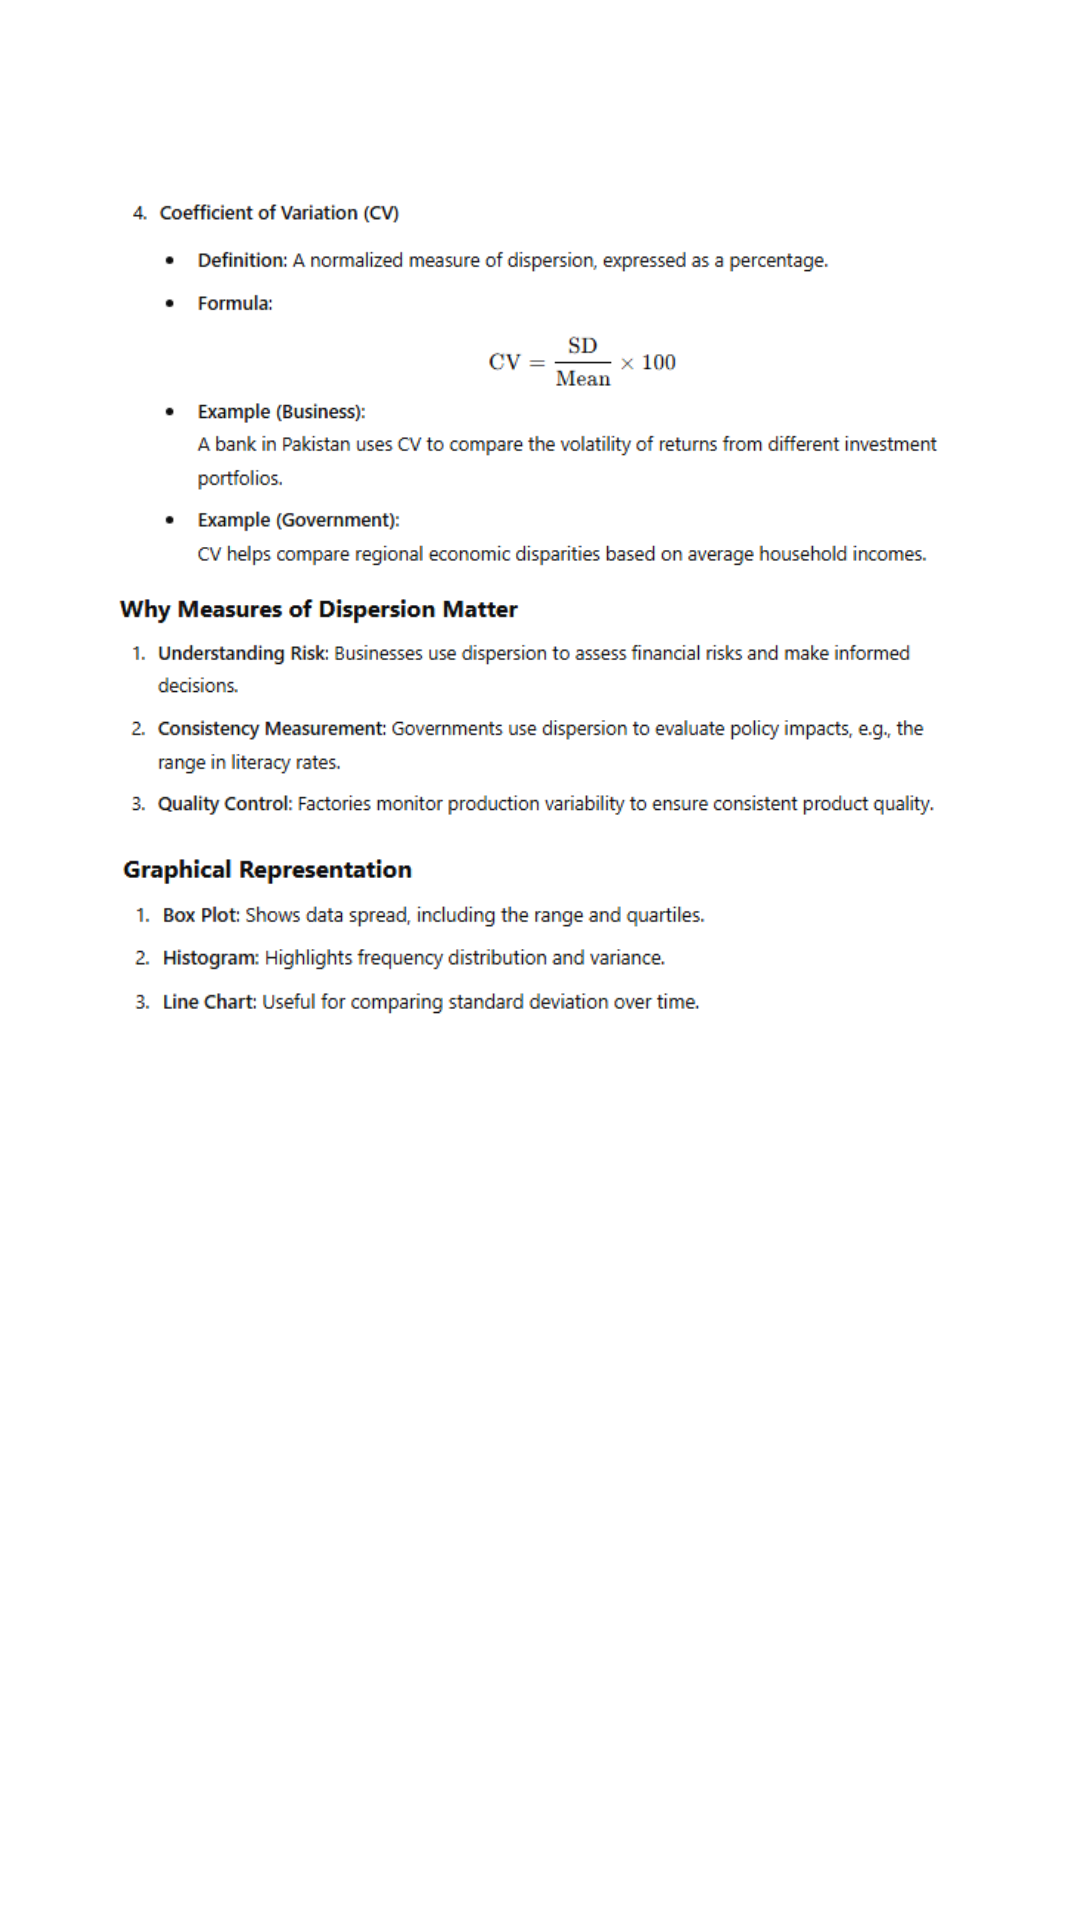 4. Coefficient of Variation (CV)
• Definition: A normalized measure of dispersion, expressed as a percentage.
• Formula:
CV = SD / Mean × 100
• Example (Business):
A bank in Pakistan uses CV to compare the volatility of returns from different investment
portfolios.
• Example (Government):
CV helps compare regional economic disparities based on average household incomes.
Why Measures of Dispersion Matter
1. Understanding Risk: Businesses use dispersion to assess financial risks and make informed
decisions.
2. Consistency Measurement: Governments use dispersion to evaluate policy impacts, e.g., the
range in literacy rates.
3. Quality Control: Factories monitor production variability to ensure consistent product quality.
Graphical Representation
1. Box Plot: Shows data spread, including the range and quartiles.
2. Histogram: Highlights frequency distribution and variance.
3. Line Chart: Useful for comparing standard deviation over time.